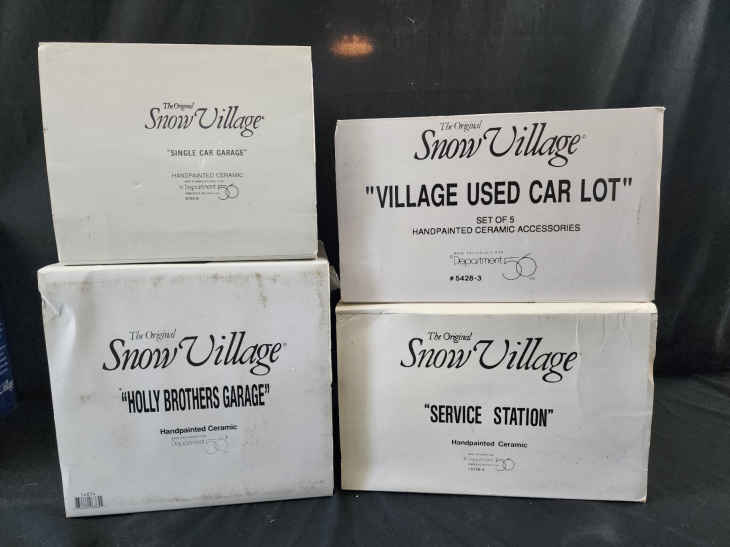 The Original
Snow Village®
"SINGLE CAR GARAGE"
HANDPAINTED CERAMIC
Department 56
The Original
Snow Village®
"VILLAGE USED CAR LOT"
SET OF 5
HANDPAINTED CERAMIC ACCESSORIES
Department 56
#5428-3
The Original
Snow Village®
"HOLLY BROTHERS GARAGE"
Handpainted Ceramic
Department 56
The Original
Snow Village
"SERVICE STATION"
Handpainted Ceramic
Department 56